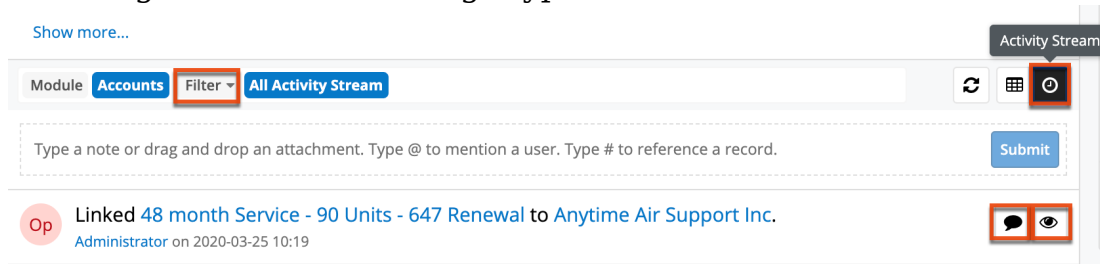 Show more...
Activity Stream
Module Accounts Filter All Activity Stream
Type a note or drag and drop an attachment. Type @ to mention a user. Type # to reference a record.
Submit
Op
Linked 48 month Service - 90 Units - 647 Renewal to Anytime Air Support Inc.
Administrator on 2020-03-25 10:19